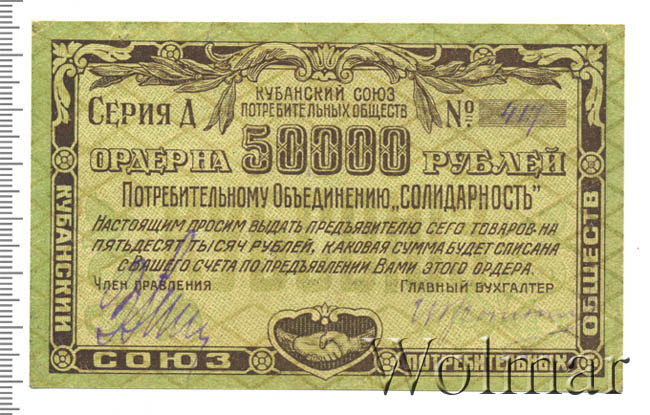 КУБАНСКИЙ СОЮЗ
ПОТРЕБИТЕЛЬНЫХ ОБЩЕСТВ
СЕРИЯ Д
№ 417
ОРДЕР НА 50000 РУБЛЕЙ
ПОТРЕБИТЕЛЬНОМУ ОБЪЕДИНЕНИЮ „СОЛИДАРНОСТЬ"
НАСТОЯЩИМ ПРОСИМ ВЫДАТЬ ПРЕДЪЯВИТЕЛЮ СЕГО ТОВАРОВ НА
ПЯТЬДЕСЯТ ТЫСЯЧ РУБЛЕЙ, КАКОВАЯ СУММА БУДЕТ СПИСАНА
С ВАШЕГО СЧЕТА ПО ПРЕДЪЯВЛЕНИИ ВАМИ ЭТОГО ОРДЕРА.
ЧЛЕН ПРАВЛЕНИЯ
ГЛАВНЫЙ БУХГАЛТЕР
КУБАНСКИЙ
СОЮЗ
ПОТРЕБИТЕЛЬНЫХ
ОБЩЕСТВ
Wolmar